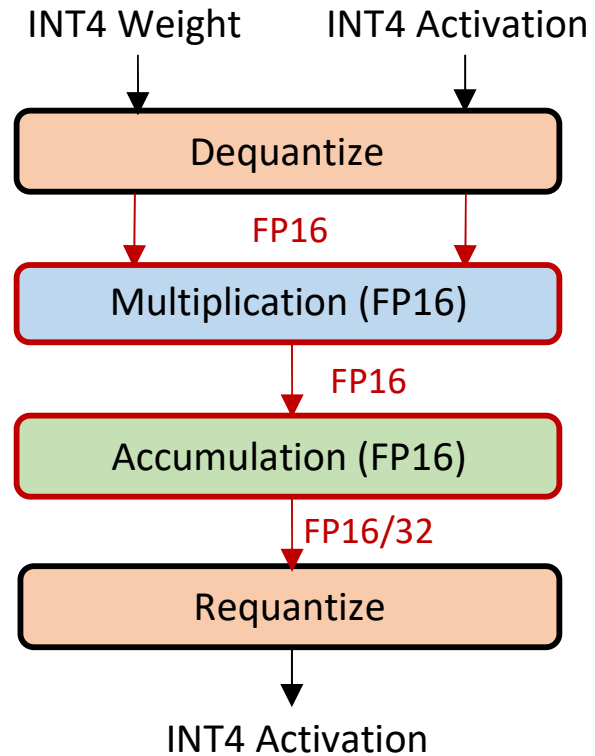 INT4 Weight
INT4 Activation
Dequantize
FP16
Multiplication (FP16)
FP16
Accumulation (FP16)
FP16/32
Requantize
INT4 Activation